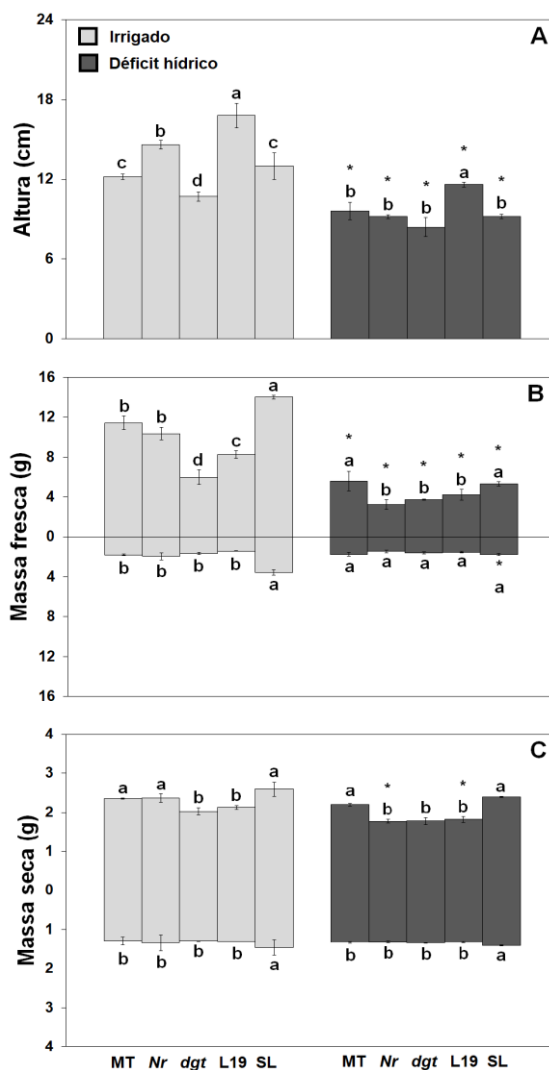 24
18
12
6
0
Altura (cm)
Irrigado
Déficit hídrico
A
c b d a c
* * * * *
b b b a b
16
12
8
4
0
4
8
12
16
Massa fresca (g)
B
b b d c a
* * * * *
a b b b a
b b b b a
a a a a * a
4
3
2
1
0
1
2
3
4
Massa seca (g)
C
a a b b a
* *
a b b b a
b b b b a
b b b b a
MT Nr dgt L19 SL MT Nr dgt L19 SL